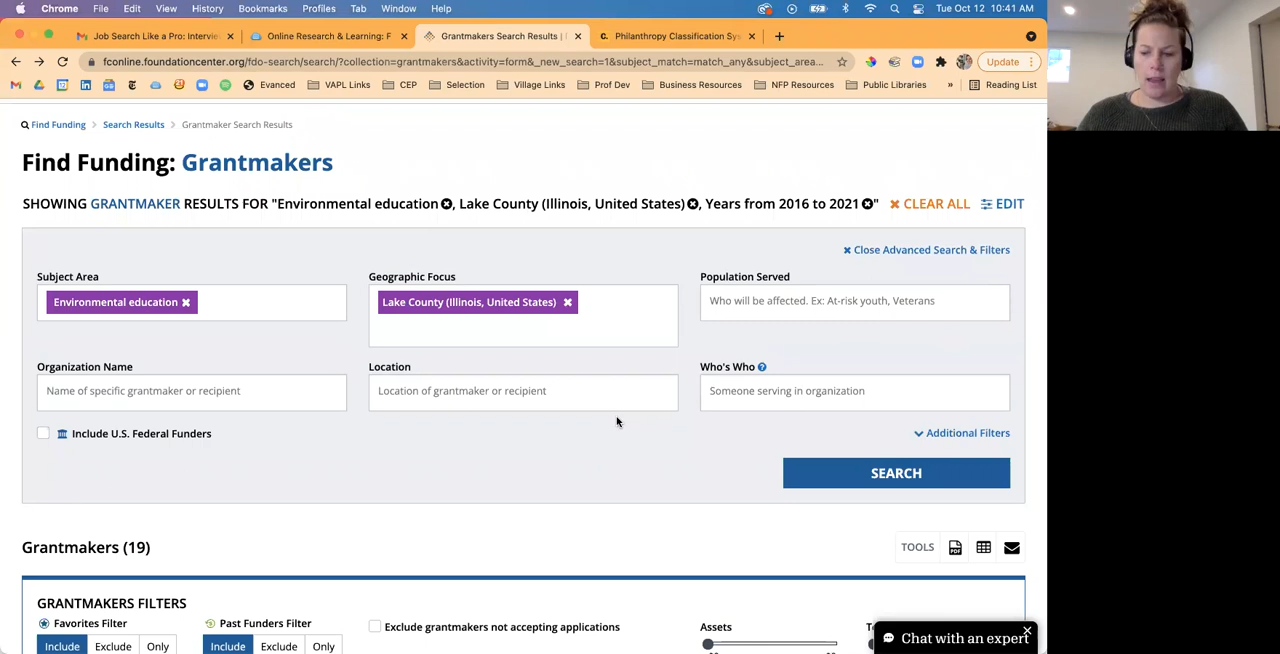 Chrome File Edit View History Bookmarks Profiles Tab Window Help Tue Oct 12 10:41 AM
Job Search Like a Pro: Intervie Online Research & Learning: F Grantmakers Search Results | Philanthropy Classification Sys
fconline.foundationcenter.org/fdo-search/search/?collection=grantmakers&activity=form&_new_search=1&subject_match=match_any&subject_area... Update
Evanced VAPL Links CEP Selection Village Links Prof Dev Business Resources NFP Resources Public Libraries » Reading List
Find Funding > Search Results > Grantmaker Search Results
Find Funding: Grantmakers
SHOWING GRANTMAKER RESULTS FOR "Environmental education, Lake County (Illinois, United States), Years from 2016 to 2021" CLEAR ALL EDIT
Close Advanced Search & Filters
Subject Area Geographic Focus Population Served
Environmental education Lake County (Illinois, United States) Who will be affected. Ex: At-risk youth, Veterans
Organization Name Location Who's Who
Name of specific grantmaker or recipient Location of grantmaker or recipient Someone serving in organization
Include U.S. Federal Funders Additional Filters
SEARCH
Grantmakers (19) TOOLS
PDF
GRANTMAKERS FILTERS
Favorites Filter Past Funders Filter Exclude grantmakers not accepting applications Assets
Include Exclude Only Include Exclude Only
Chat with an expert